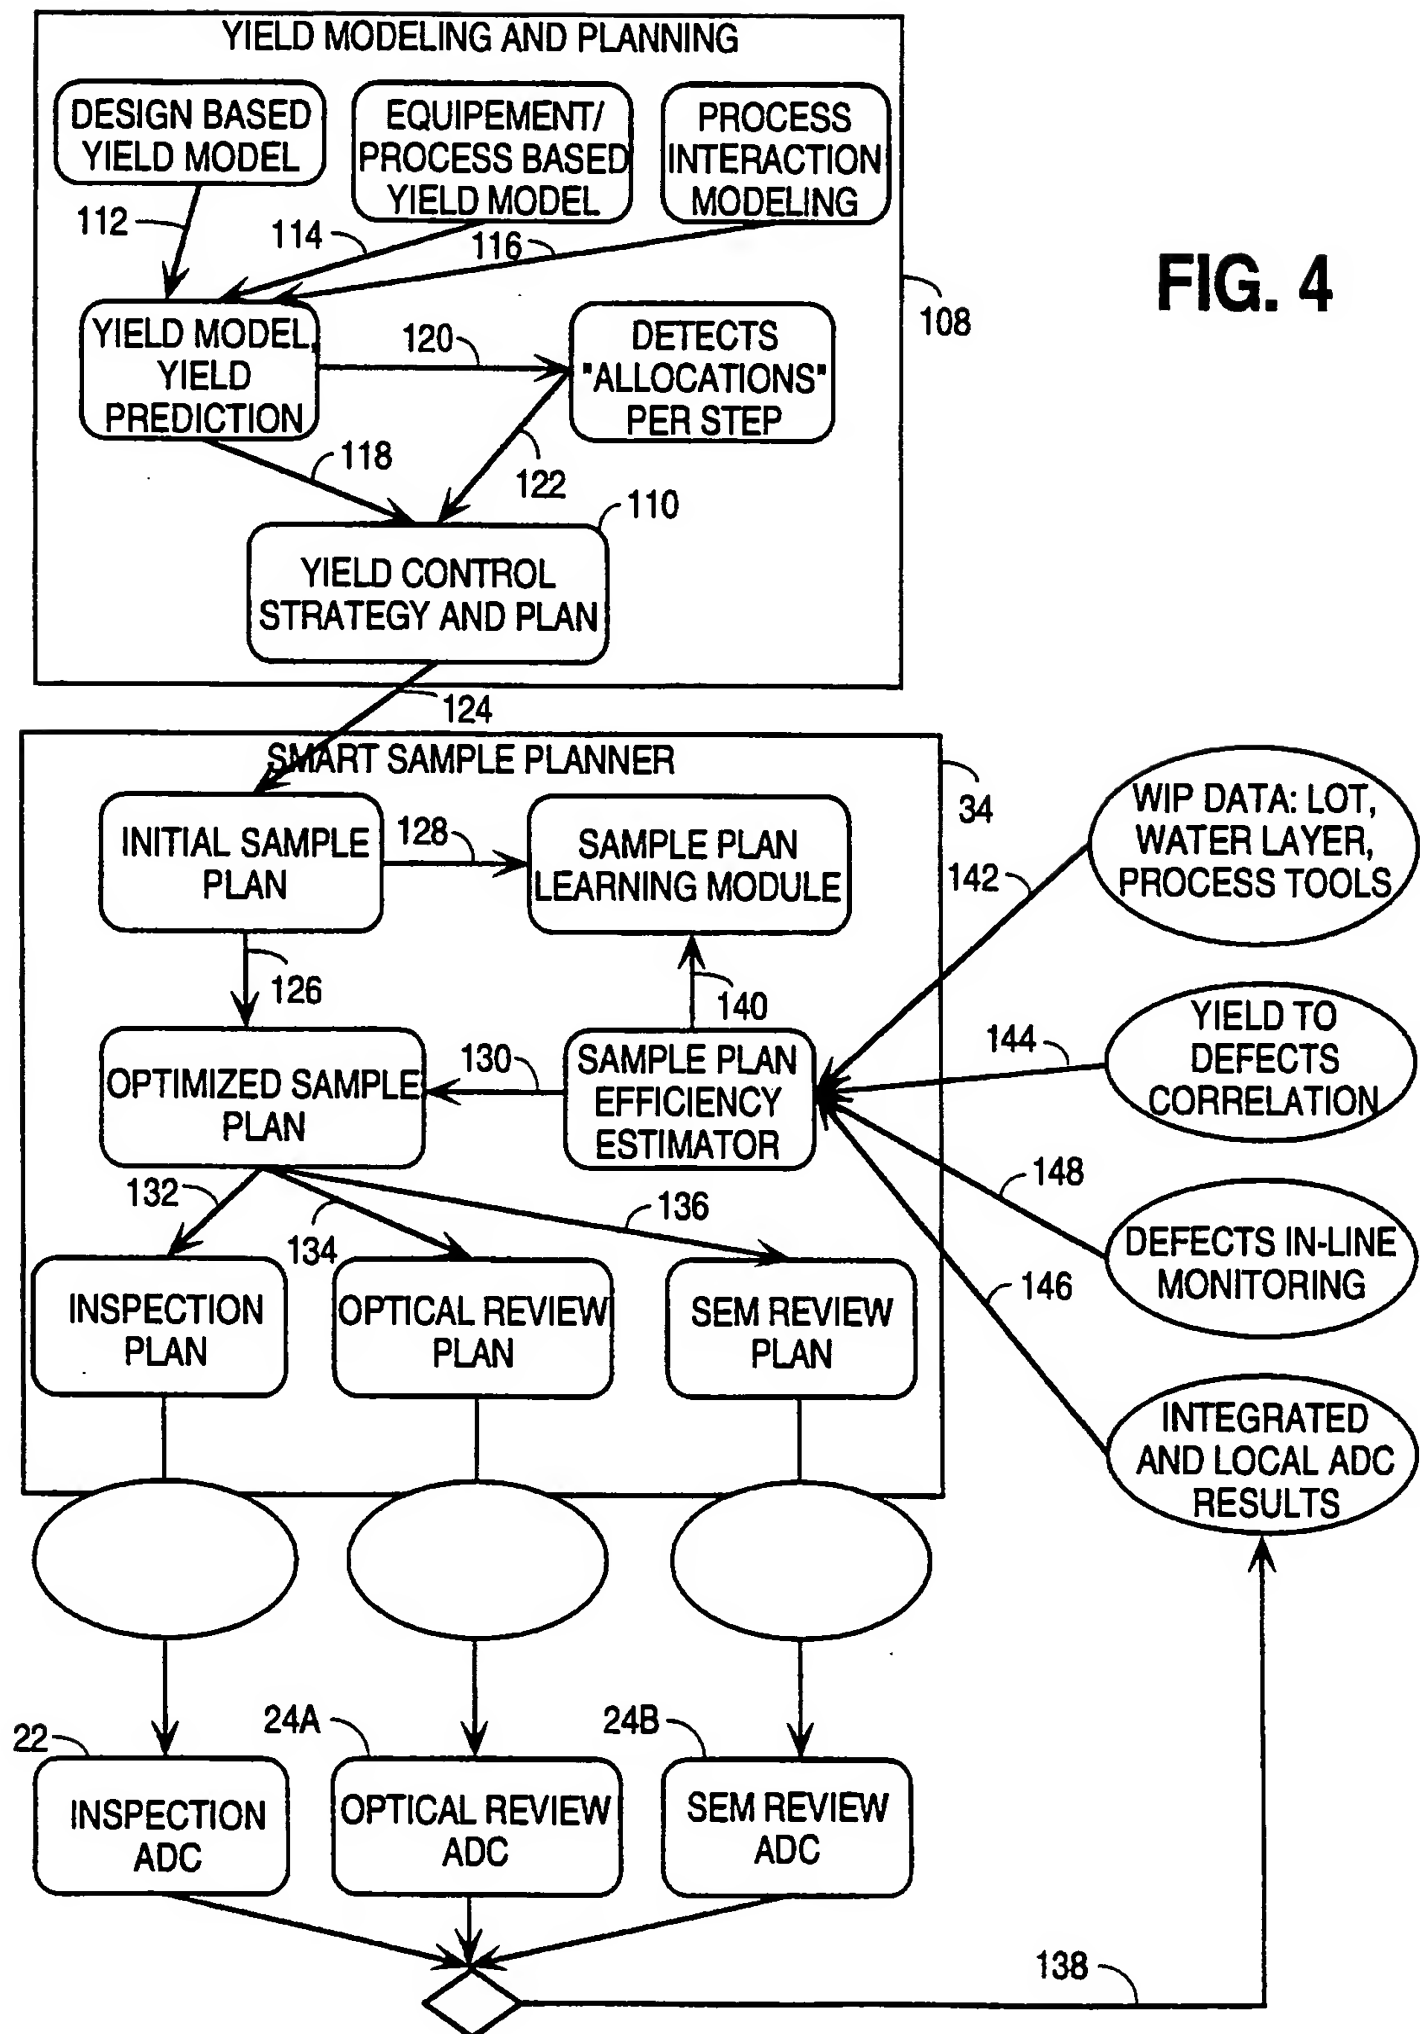 YIELD MODELING AND PLANNING
DESIGN BASED
YIELD MODEL
EQUIPEMENT/
PROCESS BASED
YIELD MODEL
PROCESS
INTERACTION
MODELING
112
114
116
FIG. 4
108
YIELD MODEL,
YIELD
PREDICTION
120
DETECTS
"ALLOCATIONS"
PER STEP
118
122
110
YIELD CONTROL
STRATEGY AND PLAN
124
SMART SAMPLE PLANNER
34
INITIAL SAMPLE
PLAN
128
SAMPLE PLAN
LEARNING MODULE
142
WIP DATA: LOT,
WATER LAYER,
PROCESS TOOLS
126
140
144
YIELD TO
DEFECTS
CORRELATION
OPTIMIZED SAMPLE
PLAN
130
SAMPLE PLAN
EFFICIENCY
ESTIMATOR
148
132
134
136
DEFECTS IN-LINE
MONITORING
146
INSPECTION
PLAN
OPTICAL REVIEW
PLAN
SEM REVIEW
PLAN
INTEGRATED
AND LOCAL ADC
RESULTS
22
24A
24B
INSPECTION
ADC
OPTICAL REVIEW
ADC
SEM REVIEW
ADC
138